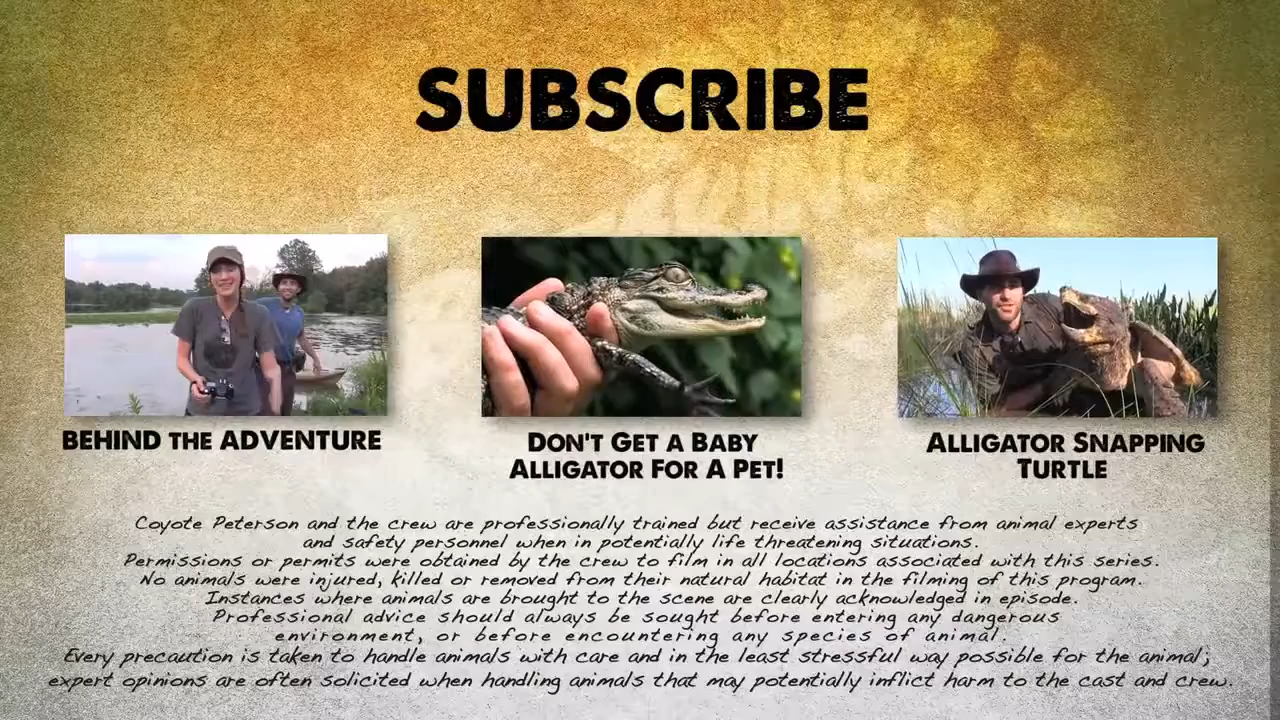 SUBSCRIBE
BEHIND THE ADVENTURE
DON'T GET A BABY
ALLIGATOR FOR A PET!
ALLIGATOR SNAPPING
TURTLE
Coyote Peterson and the crew are professionally trained but receive assistance from animal experts
and safety personnel when in potentially life threatening situations.
Permissions or permits were obtained by the crew to film in all locations associated with this series.
No animals were injured, killed or removed from their natural habitat in the filming of this program.
Instances where animals are brought to the scene are clearly acknowledged in episode.
Professional advice should always be sought before entering any dangerous
environment, or before encountering any species of animal.
Every precaution is taken to handle animals with care and in the least stressful way possible for the animal;
expert opinions are often solicited when handling animals that may potentially inflict harm to the cast and crew.